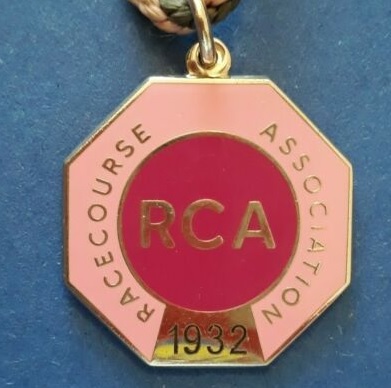 RACECOURSE ASSOCIATION
RCA
1932